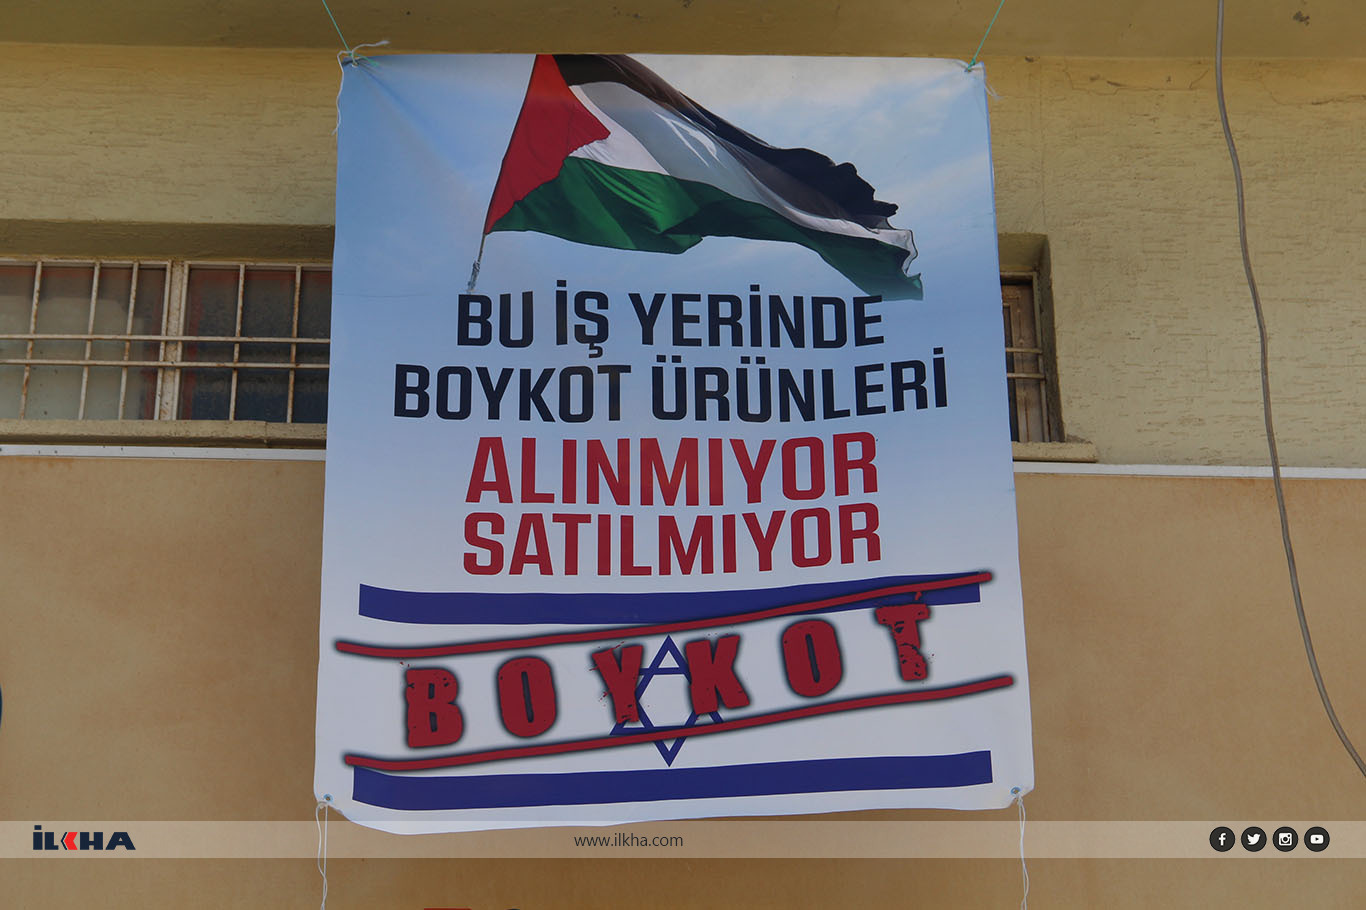 BU İŞ YERİNDE
BOYKOT ÜRÜNLERİ
ALINMIYOR
SATILMIYOR
BOYKOT
İLKHA
www.ilkha.com